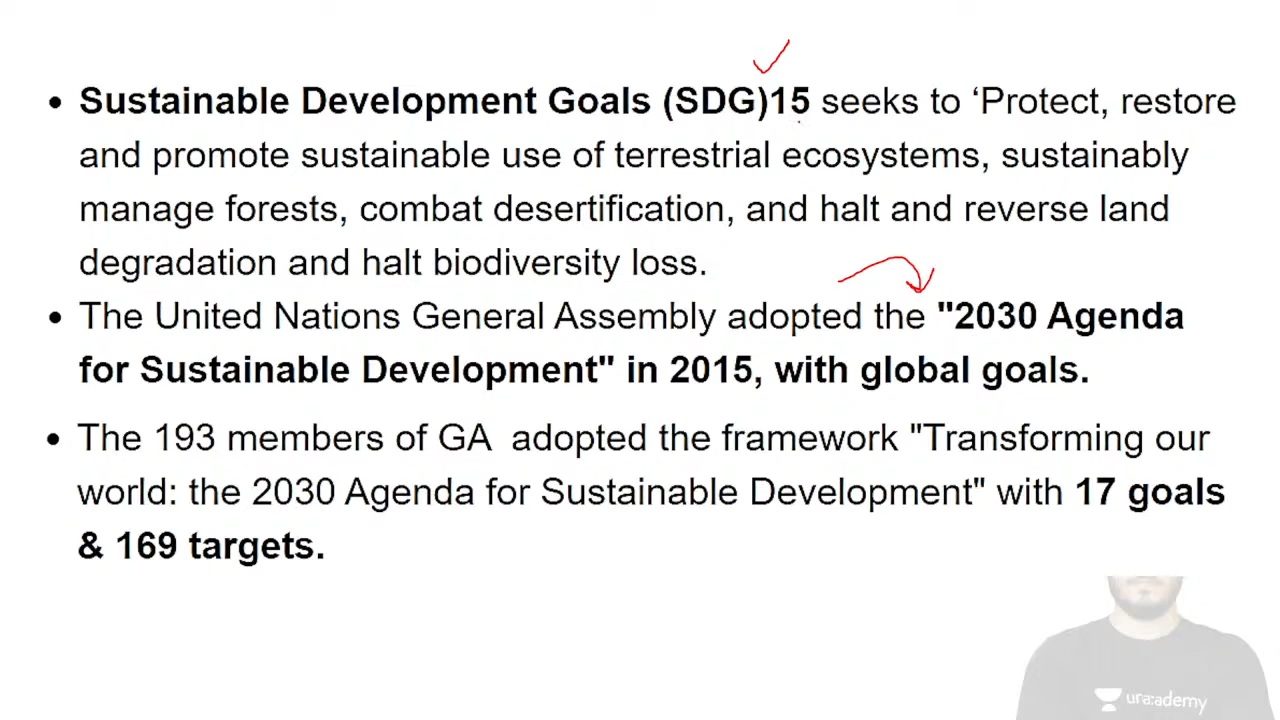 • Sustainable Development Goals (SDG)15 seeks to ‘Protect, restore
and promote sustainable use of terrestrial ecosystems, sustainably
manage forests, combat desertification, and halt and reverse land
degradation and halt biodiversity loss.
• The United Nations General Assembly adopted the "2030 Agenda
for Sustainable Development" in 2015, with global goals.
• The 193 members of GA adopted the framework "Transforming our
world: the 2030 Agenda for Sustainable Development" with 17 goals
& 169 targets.
unacademy